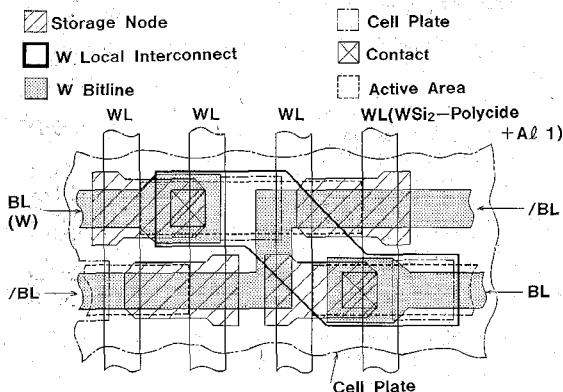 Storage Node
Cell Plate
W Local Interconnect
Contact
W Bitline
Active Area
WL WL WL WL(WSi2—Polycide
+Aℓ 1)
BL
(W)
/BL
/BL
BL
Cell Plate